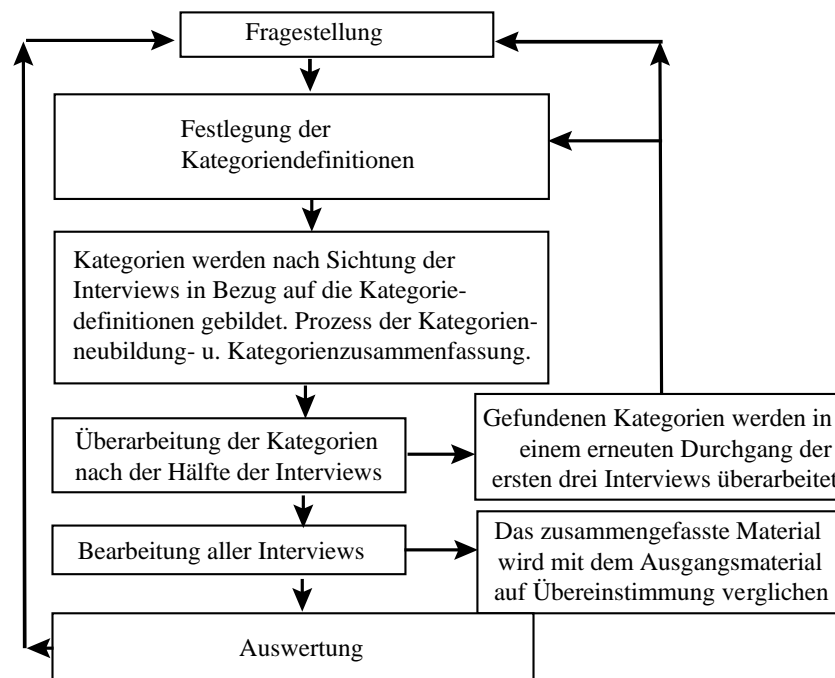 Fragestellung
Festlegung der
Kategoriendefinitionen
Kategorien werden nach Sichtung der
Interviews in Bezug auf die Kategorie-
definitionen gebildet. Prozess der Kategorien-
neubildung- u. Kategorienzusammenfassung.
Überarbeitung der Kategorien
nach der Hälfte der Interviews
Gefundenen Kategorien werden in
einem erneuten Durchgang der
ersten drei Interviews überarbeitet
Bearbeitung aller Interviews
Das zusammengefasste Material
wird mit dem Ausgangsmaterial
auf Übereinstimmung verglichen
Auswertung